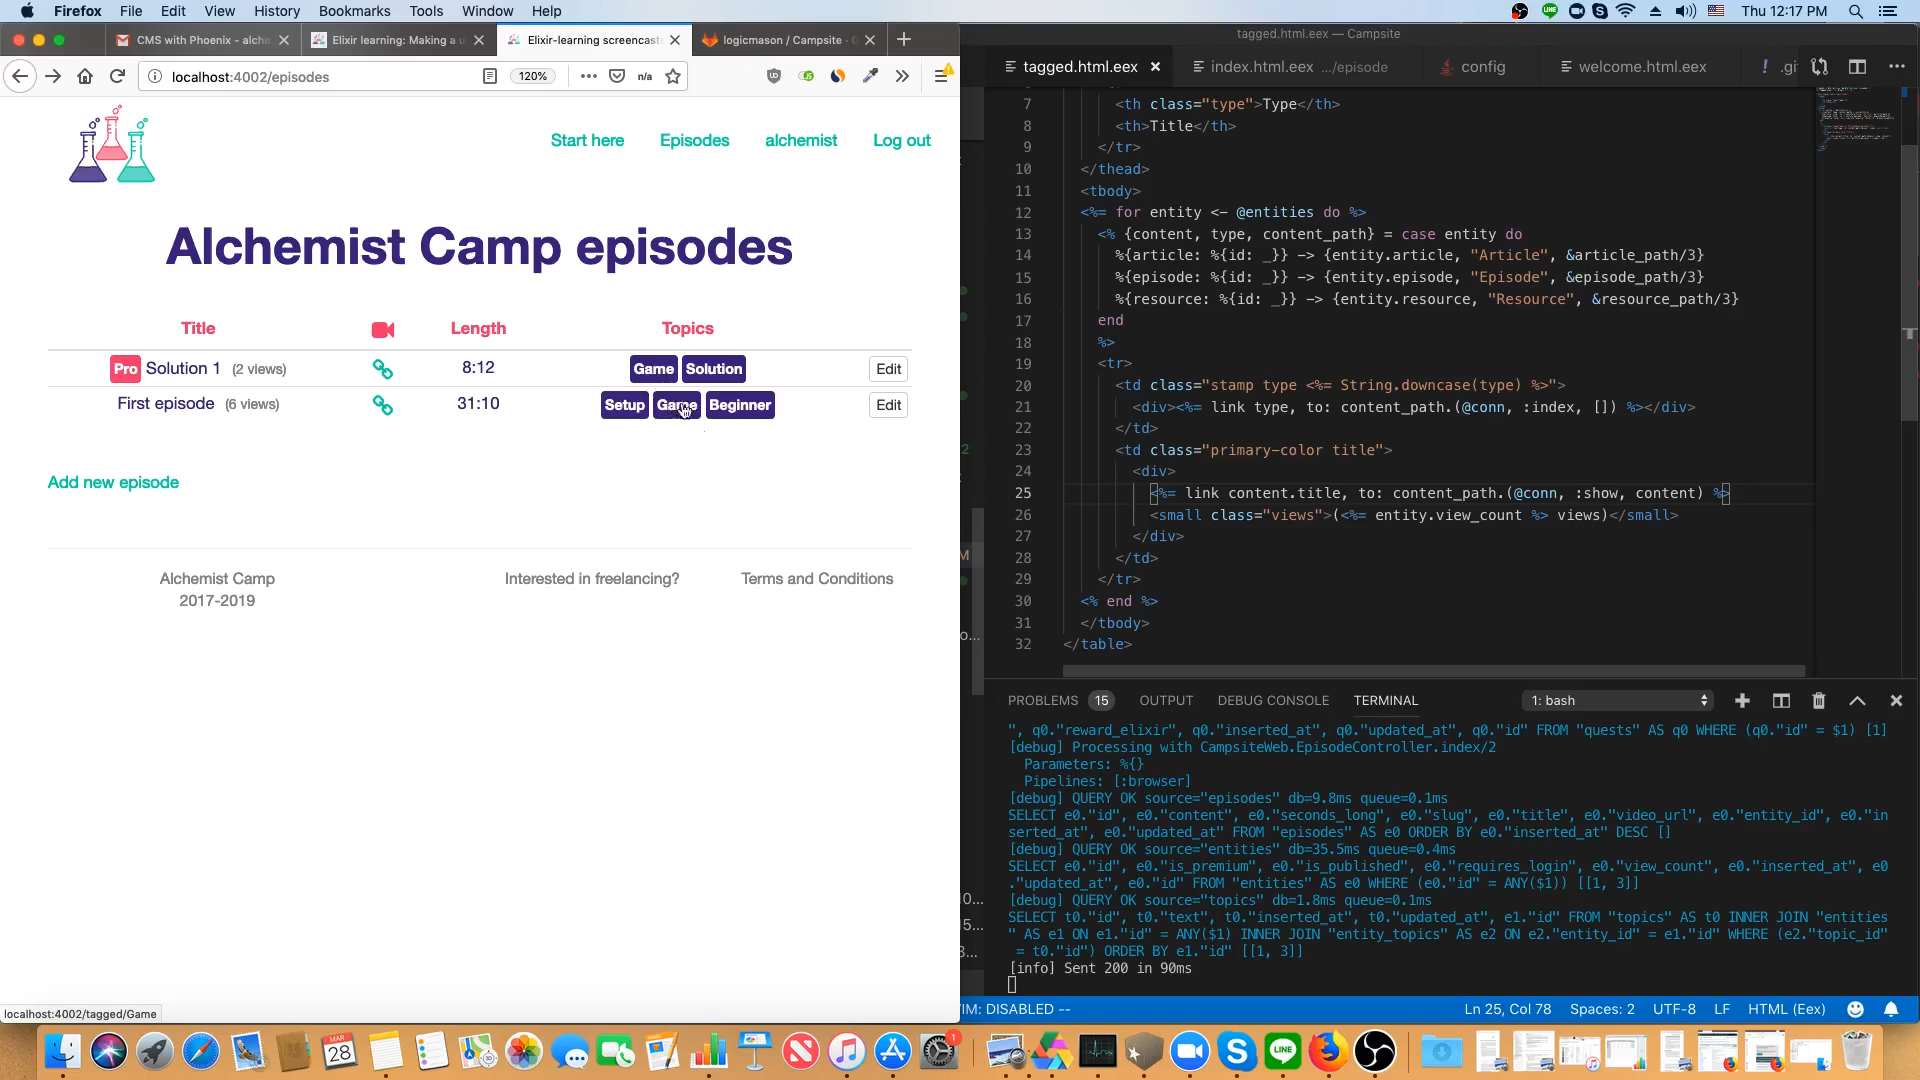 Firefox File Edit View History Bookmarks Tools Window Help
Thu 12:17 PM
CMS with Phoenix - alch
Elixir learning: Making a u
Elixir-learning screencast
logicmason / Campsite · G
localhost:4002/episodes
120%
n/a
Start here
Episodes
alchemist
Log out
Alchemist Camp episodes
Title
Length
Topics
Pro Solution 1 (2 views)
8:12
Game Solution
Edit
First episode (6 views)
31:10
Setup Game Beginner
Edit
Add new episode
Alchemist Camp
2017-2019
Interested in freelancing?
Terms and Conditions
localhost:4002/tagged/Game
tagged.html.eex — Campsite
tagged.html.eex
index.html.eex .../episode
config
welcome.html.eex
.gi
7 <th class="type">Type</th>
8 <th>Title</th>
9 </tr>
10 </thead>
11 <tbody>
12 <%= for entity <- @entities do %>
13 <% {content, type, content_path} = case entity do
14 %{article: %{id: _}} -> {entity.article, "Article", &article_path/3}
15 %{episode: %{id: _}} -> {entity.episode, "Episode", &episode_path/3}
16 %{resource: %{id: _}} -> {entity.resource, "Resource", &resource_path/3}
17 end
18 %>
19 <tr>
20 <td class="stamp type <%= String.downcase(type) %>">
21 <div><%= link type, to: content_path.(@conn, :index, []) %></div>
22 </td>
23 <td class="primary-color title">
24 <div>
25 <%= link content.title, to: content_path.(@conn, :show, content) %>
26 <small class="views">(<%= entity.view_count %> views)</small>
27 </div>
28 </td>
29 </tr>
30 <% end %>
31 </tbody>
32 </table>
PROBLEMS 15 OUTPUT DEBUG CONSOLE TERMINAL
1: bash
", q0."reward_elixir", q0."inserted_at", q0."updated_at", q0."id" FROM "quests" AS q0 WHERE (q0."id" = $1) [1]
[debug] Processing with CampsiteWeb.EpisodeController.index/2
Parameters: %{}
Pipelines: [:browser]
[debug] QUERY OK source="episodes" db=9.8ms queue=0.1ms
SELECT e0."id", e0."content", e0."seconds_long", e0."slug", e0."title", e0."video_url", e0."entity_id", e0."in
serted_at", e0."updated_at" FROM "episodes" AS e0 ORDER BY e0."inserted_at" DESC []
[debug] QUERY OK source="entities" db=35.5ms queue=0.4ms
SELECT e0."id", e0."is_premium", e0."is_published", e0."requires_login", e0."view_count", e0."inserted_at", e0
."updated_at", e0."id" FROM "entities" AS e0 WHERE (e0."id" = ANY($1)) [[1, 3]]
[debug] QUERY OK source="topics" db=1.8ms queue=0.1ms
SELECT t0."id", t0."text", t0."inserted_at", t0."updated_at", e1."id" FROM "topics" AS t0 INNER JOIN "entities
" AS e1 ON e1."id" = ANY($1) INNER JOIN "entity_topics" AS e2 ON e2."entity_id" = e1."id" WHERE (e2."topic_id"
= t0."id") ORDER BY e1."id" [[1, 3]]
[info] Sent 200 in 90ms
IM: DISABLED --
Ln 25, Col 78
Spaces: 2
UTF-8
LF
HTML (Eex)
MAR
28
1
LINE